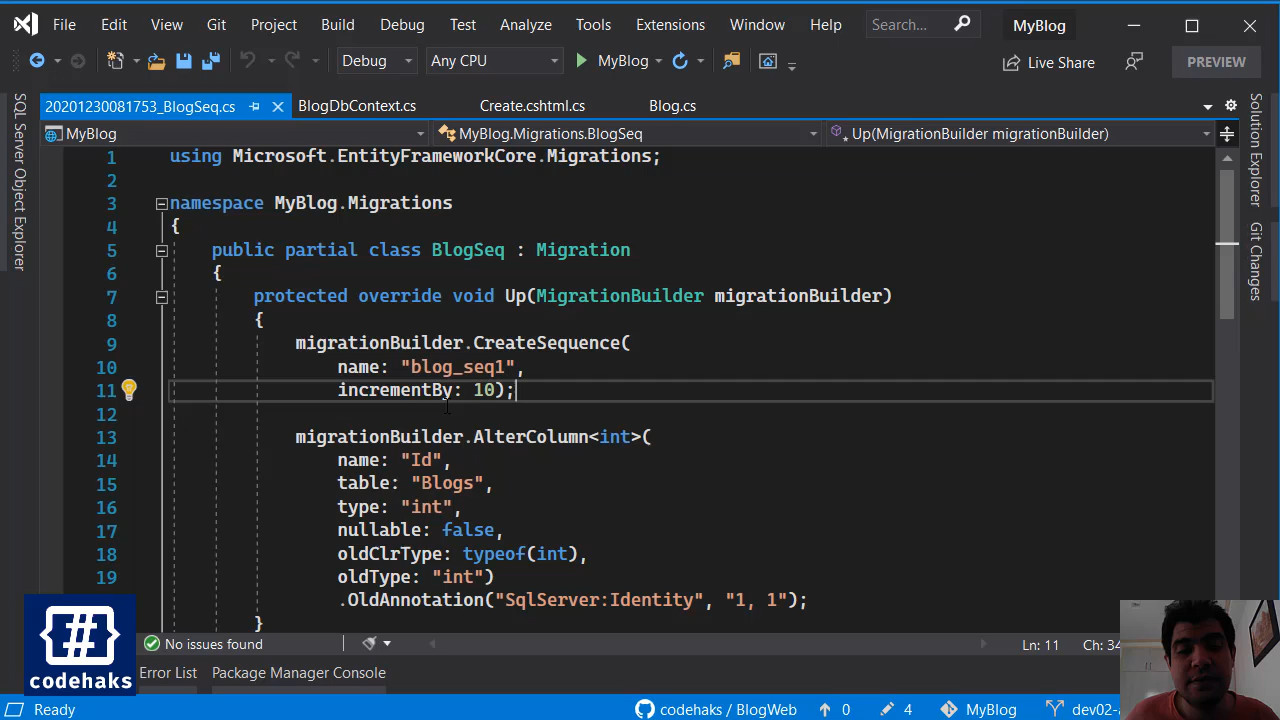 File Edit View Git Project Build Debug Test Analyze Tools Extensions Window Help Search... MyBlog
Debug Any CPU MyBlog Live Share PREVIEW
SQL Server Object Explorer
20201230081753_BlogSeq.cs BlogDbContext.cs Create.cshtml.cs Blog.cs
MyBlog MyBlog.Migrations.BlogSeq Up(MigrationBuilder migrationBuilder)
1 using Microsoft.EntityFrameworkCore.Migrations;
2
3 namespace MyBlog.Migrations
4 {
5 public partial class BlogSeq : Migration
6 {
7 protected override void Up(MigrationBuilder migrationBuilder)
8 {
9 migrationBuilder.CreateSequence(
10 name: "blog_seq1",
11 incrementBy: 10);
12
13 migrationBuilder.AlterColumn<int>(
14 name: "Id",
15 table: "Blogs",
16 type: "int",
17 nullable: false,
18 oldClrType: typeof(int),
19 oldType: "int")
.OldAnnotation("SqlServer:Identity", "1, 1");
}
Solution Explorer
Git Changes
{#}
codehaks
No issues found Ln: 11 Ch: 34
Error List Package Manager Console
Ready codehaks / BlogWeb 0 4 MyBlog dev02-